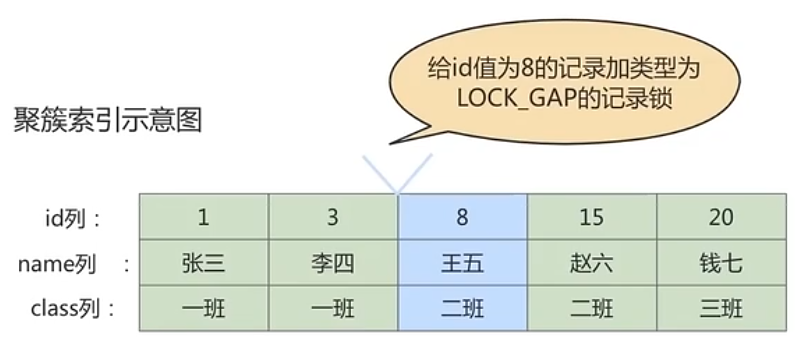 给id值为8的记录加类型为
LOCK_GAP的记录锁
聚簇索引示意图
id列: 1 3 8 15 20
name列 : 张三 李四 王五 赵六 钱七
class列: 一班 一班 二班 二班 三班